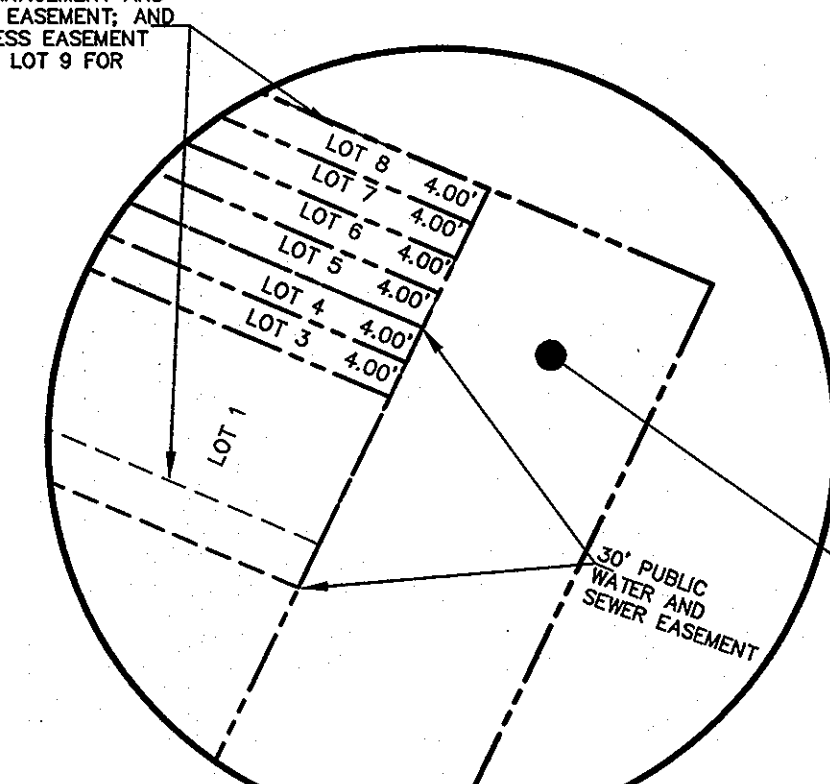 EASEMENT; AND
ESS EASEMENT
LOT 9 FOR
LOT 8 4.00'
LOT 7 4.00'
LOT 6 4.00'
LOT 5 4.00'
LOT 4 4.00'
LOT 3 4.00'
LOT 1
30' PUBLIC
WATER AND
SEWER EASEMENT